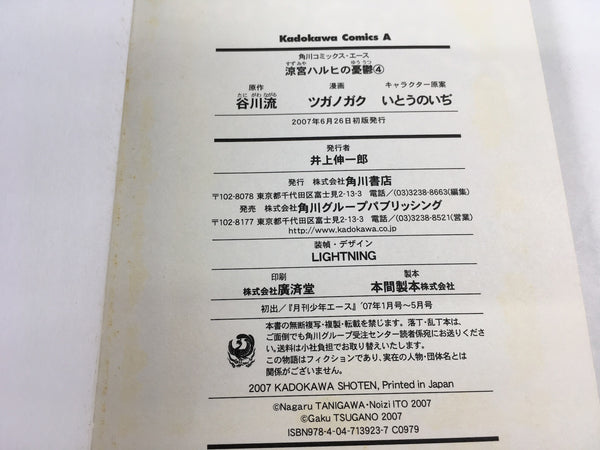 Kadokawa Comics A
角川コミックス・エース
すずみや ゆううつ
涼宮ハルヒの憂鬱④
原作 漫画 キャラクター原案
たに がわ ながる
谷川流 ツガノガク いとうのいぢ
2007年6月26日初版発行
発行者
井上伸一郎
発行 株式会社角川書店
〒102-8078 東京都千代田区富士見2-13-3 電話/(03)3238-8663(編集)
発売 株式会社角川グループパブリッシング
〒102-8177 東京都千代田区富士見2-13-3 電話/(03)3238-8521(営業)
http://www.kadokawa.co.jp
装幀・デザイン
LIGHTNING
印刷 製本
株式会社廣済堂 本間製本株式会社
初出/『月刊少年エース』'07年1月号〜5月号
本書の無断複写・複製・転載を禁じます。落丁・乱丁本は、
ご面倒でも角川グループ受注センター読者係宛にお送りくださ
い。送料は小社負担でお取り替えいたします。
この物語はフィクションであり、実在の人物・団体名とは
関係がございません。
2007 KADOKAWA SHOTEN, Printed in Japan
©Nagaru TANIGAWA・Noizi ITO 2007
©Gaku TSUGANO 2007
ISBN978-4-04-713923-7 C0979